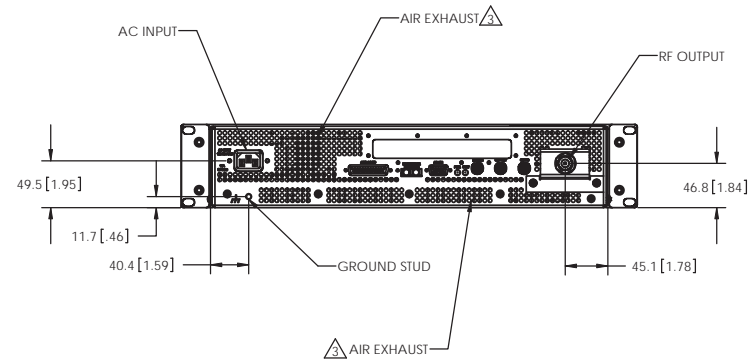 AIR EXHAUST 3
AC INPUT
RF OUTPUT
49.5 [1.95]
46.8 [1.84]
11.7 [.46]
40.4 [1.59]
GROUND STUD
45.1 [1.78]
3 AIR EXHAUST